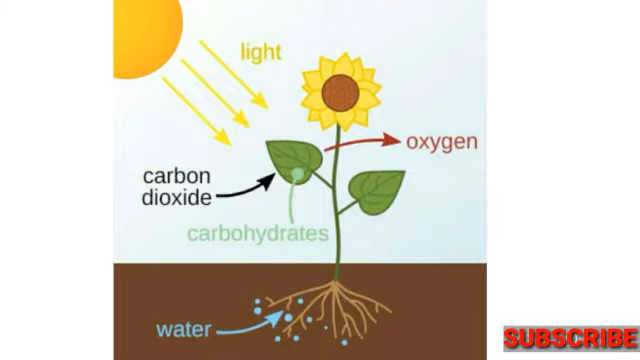 light
oxygen
carbon
dioxide
carbohydrates
water
SUBSCRIBE